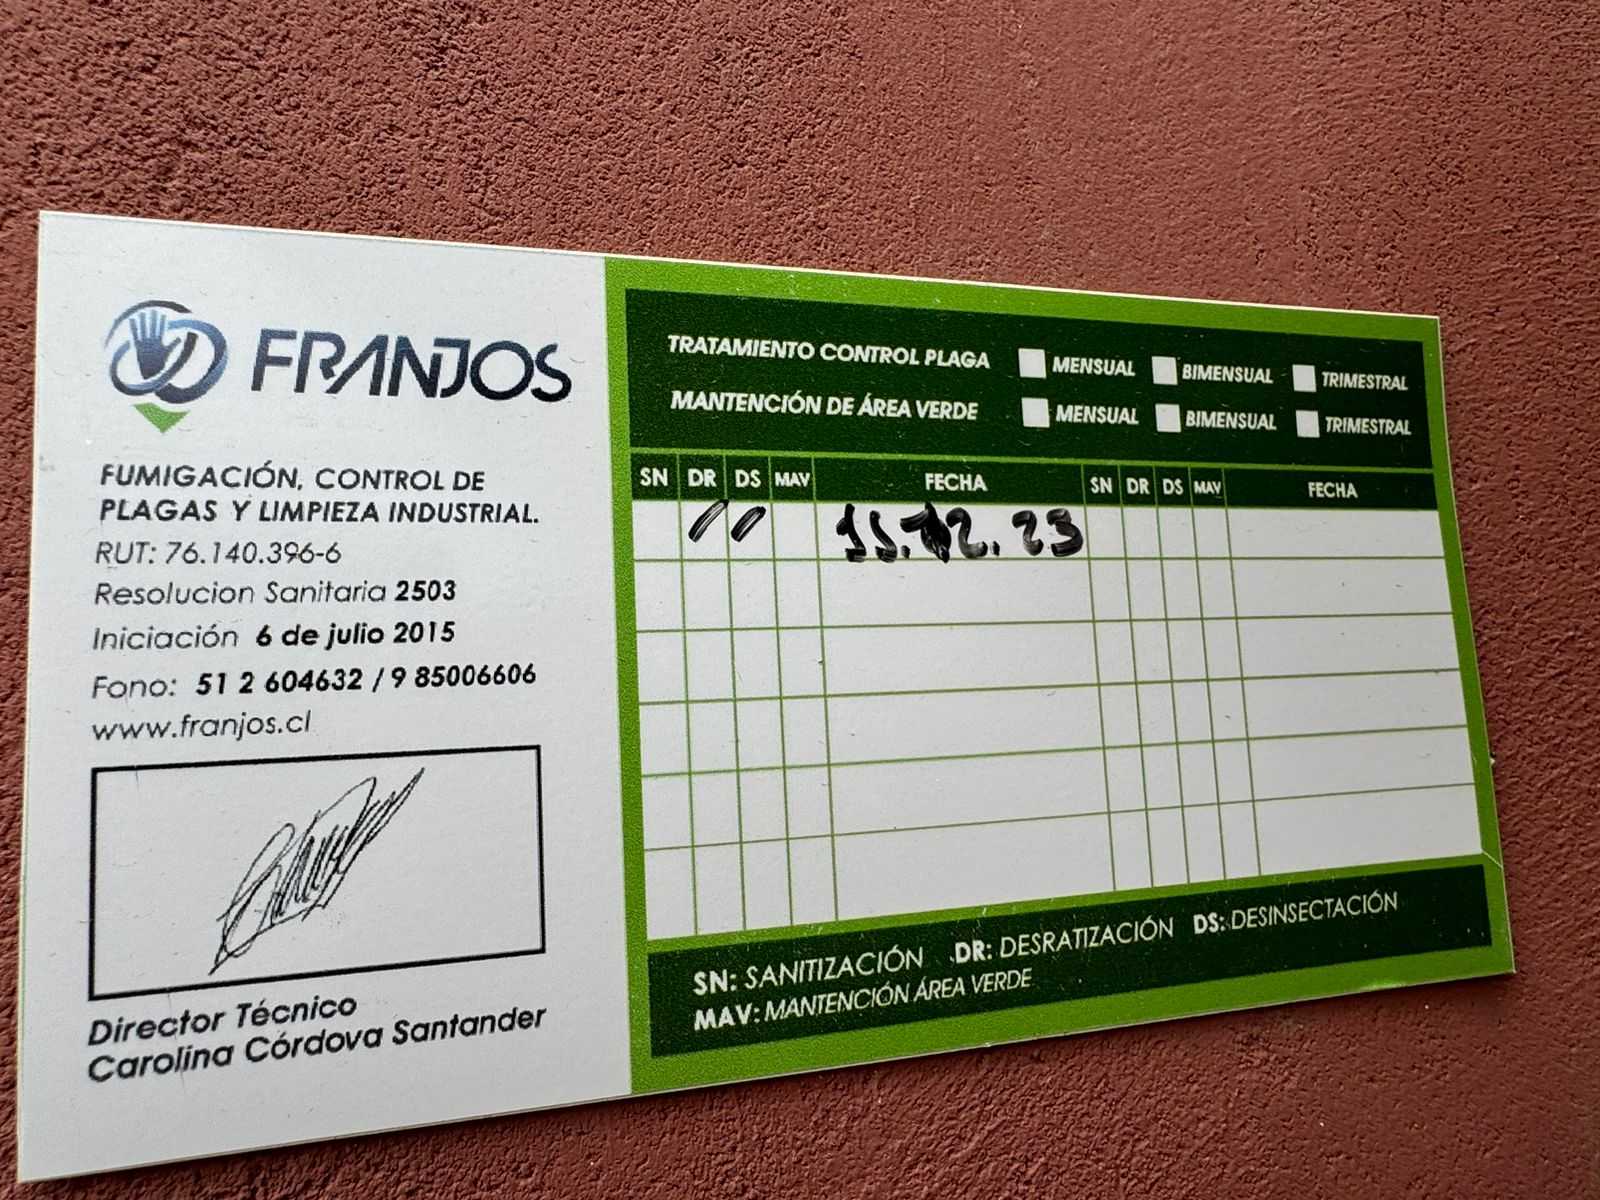 FRANJOS
FUMIGACIÓN, CONTROL DE
PLAGAS Y LIMPIEZA INDUSTRIAL.
RUT: 76.140.396-6
Resolucion Sanitaria 2503
Iniciación 6 de julio 2015
Fono: 51 2 604632 / 9 85006606
www.franjos.cl
Director Técnico
Carolina Córdova Santander
TRATAMIENTO CONTROL PLAGA MENSUAL BIMENSUAL TRIMESTRAL
MANTENCIÓN DE ÁREA VERDE MENSUAL BIMENSUAL TRIMESTRAL
SN DR DS MAV FECHA SN DR DS MAV FECHA
/ / 11.12.23
SN: SANITIZACIÓN DR: DESRATIZACIÓN DS: DESINSECTACIÓN
MAV: MANTENCIÓN ÁREA VERDE